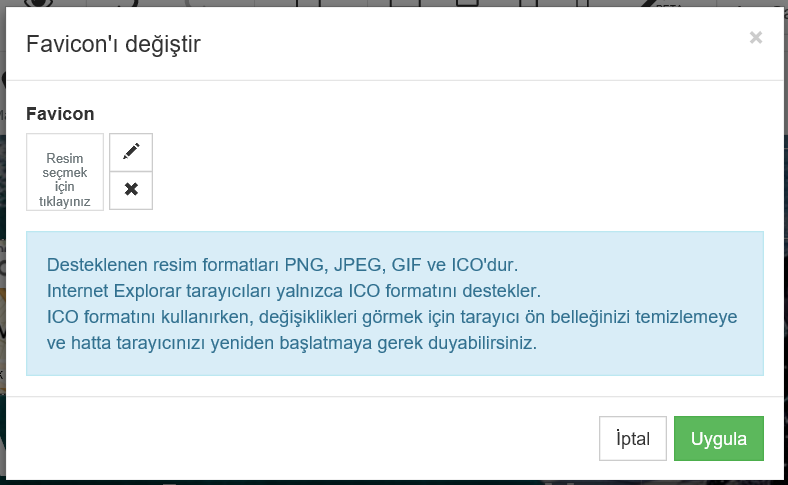 Favicon'ı değiştir
×
Favicon
Resim
seçmek
için
tıklayınız
Desteklenen resim formatları PNG, JPEG, GIF ve ICO'dur.
Internet Explorar tarayıcıları yalnızca ICO formatını destekler.
ICO formatını kullanırken, değişiklikleri görmek için tarayıcı ön belleğinizi temizlemeye
ve hatta tarayıcınızı yeniden başlatmaya gerek duyabilirsiniz.
İptal
Uygula